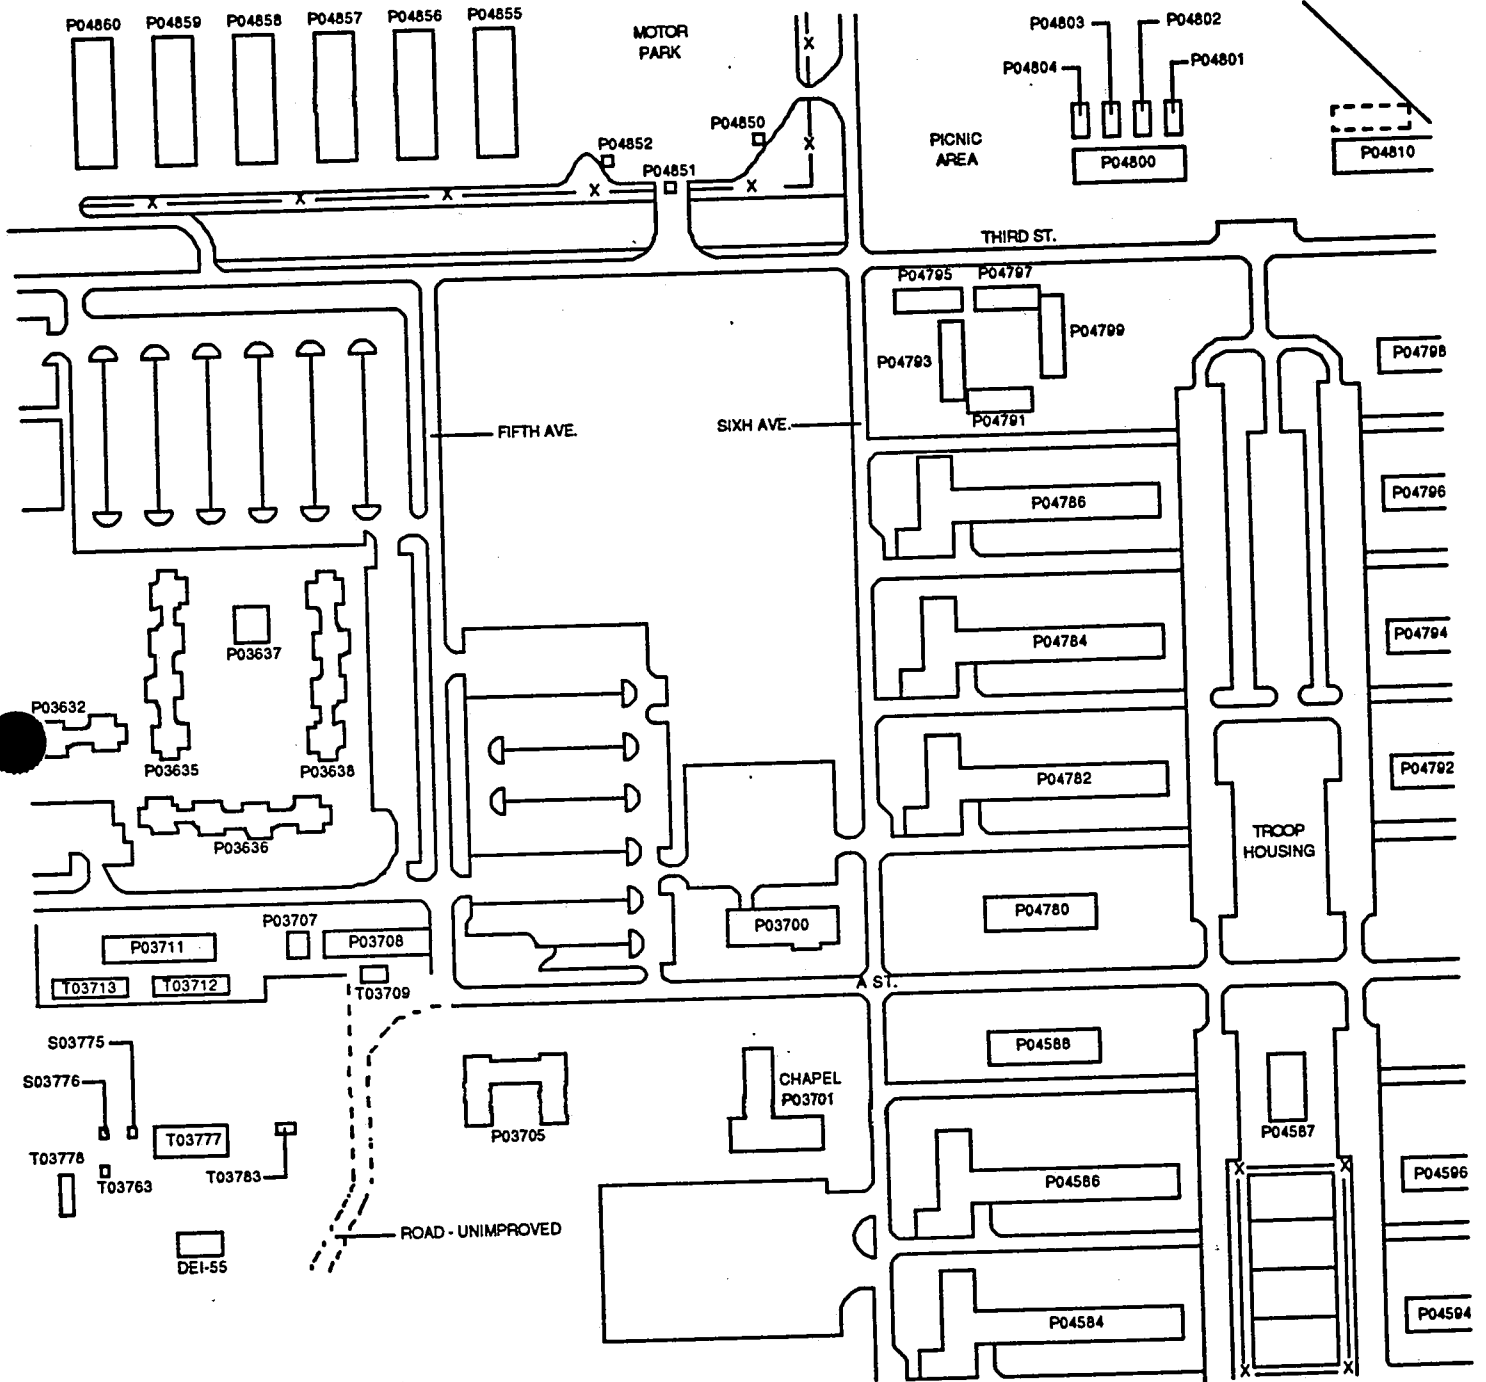 P04860
P04859
P04858
P04857
P04856
P04855
MOTOR
PARK
P04803
P04802
P04804
P04801
P04852
P04850
P04851
PICNIC
AREA
P04800
P04810
THIRD ST.
P04795
P04797
P04799
P04793
P04791
P04798
FIFTH AVE.
SIXH AVE.
P04786
P04796
P04784
P04794
P03637
P03632
P03635
P03638
P04782
P04792
P03636
TROOP
HOUSING
P03707
P03711
P03708
P03700
P04780
T03713
T03712
T03709
A ST.
S03775
S03776
P04588
CHAPEL
P03701
P03705
P04587
T03777
T03778
T03763
T03783
P04586
P04596
ROAD - UNIMPROVED
DEI-55
P04584
P04594
X
X
X
X
X
X
X
X
X
X
X